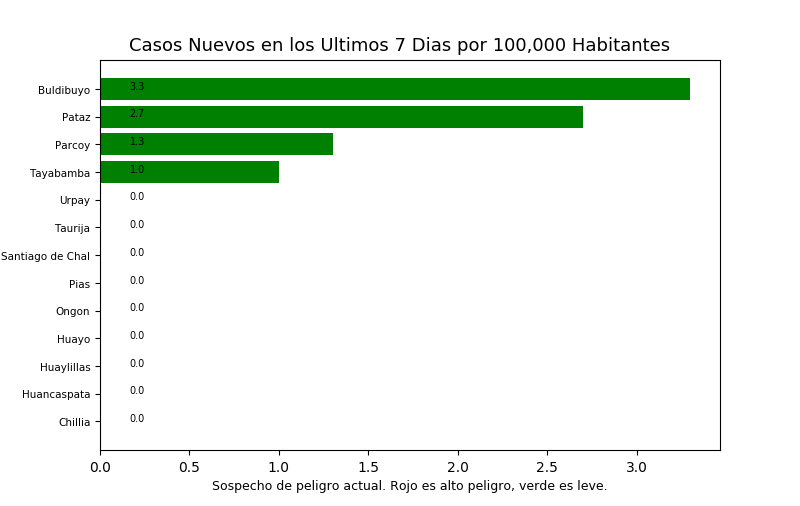 Casos Nuevos en los Ultimos 7 Dias por 100,000 Habitantes
Buldibuyo 3.3
Pataz 2.7
Parcoy 1.3
Tayabamba 1.0
Urpay 0.0
Taurija 0.0
Santiago de Chal 0.0
Pias 0.0
Ongon 0.0
Huayo 0.0
Huaylillas 0.0
Huancaspata 0.0
Chillia 0.0
0.0 0.5 1.0 1.5 2.0 2.5 3.0
Sospecho de peligro actual. Rojo es alto peligro, verde es leve.